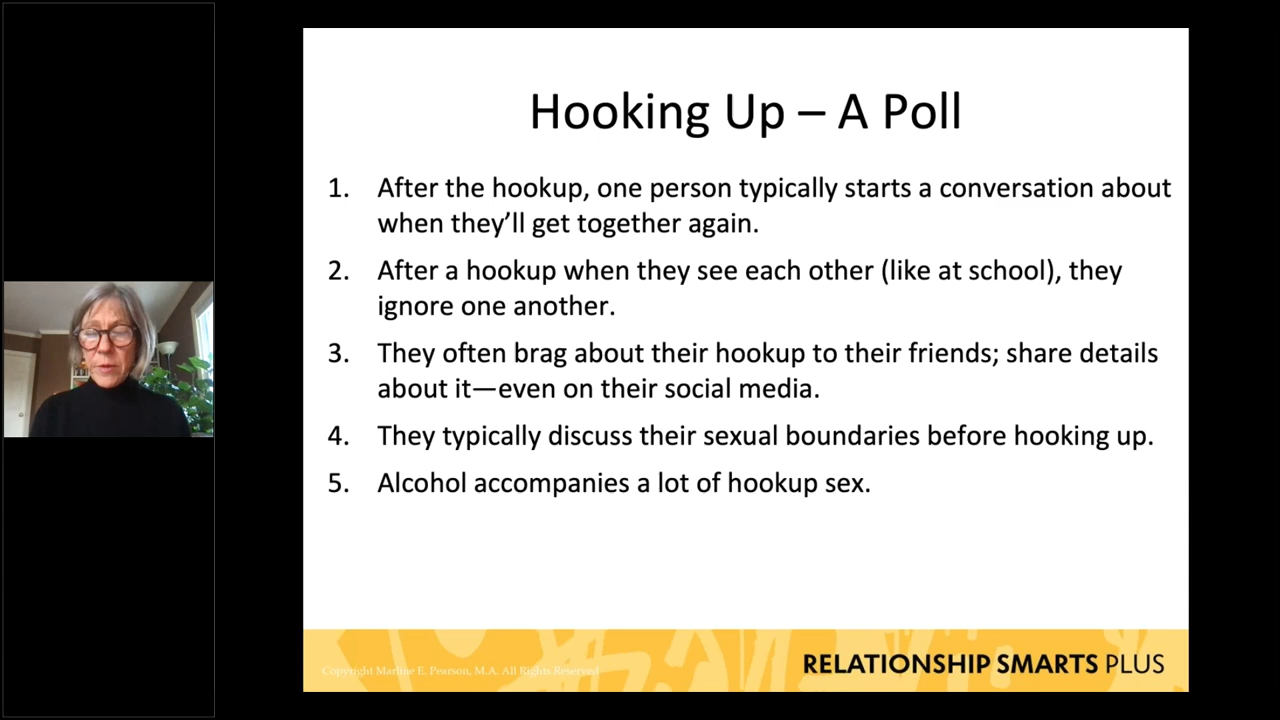 Hooking Up – A Poll
1. After the hookup, one person typically starts a conversation about
when they’ll get together again.
2. After a hookup when they see each other (like at school), they
ignore one another.
3. They often brag about their hookup to their friends; share details
about it—even on their social media.
4. They typically discuss their sexual boundaries before hooking up.
5. Alcohol accompanies a lot of hookup sex.
Copyright Marline E. Pearson, M.A. All Rights Reserved
RELATIONSHIP SMARTS PLUS